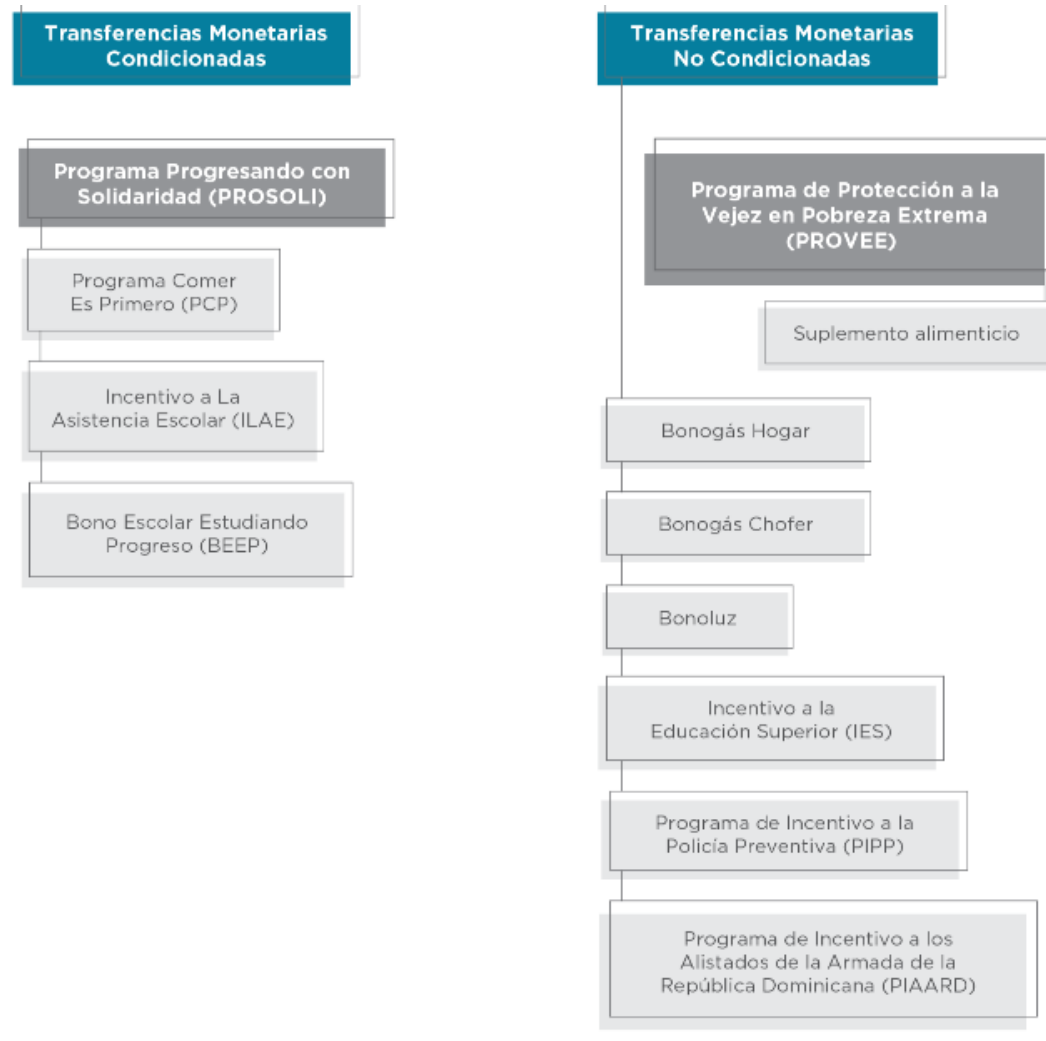 Transferencias Monetarias
Condicionadas
Programa Progresando con
Solidaridad (PROSOLI)
Programa Comer
Es Primero (PCP)
Incentivo a La
Asistencia Escolar (ILAE)
Bono Escolar Estudiando
Progreso (BEEP)
Transferencias Monetarias
No Condicionadas
Programa de Protección a la
Vejez en Pobreza Extrema
(PROVEE)
Suplemento alimenticio
Bonogás Hogar
Bonogás Chofer
Bonoluz
Incentivo a la
Educación Superior (IES)
Programa de Incentivo a la
Policía Preventiva (PIPP)
Programa de Incentivo a los
Alistados de la Armada de la
República Dominicana (PIAARD)